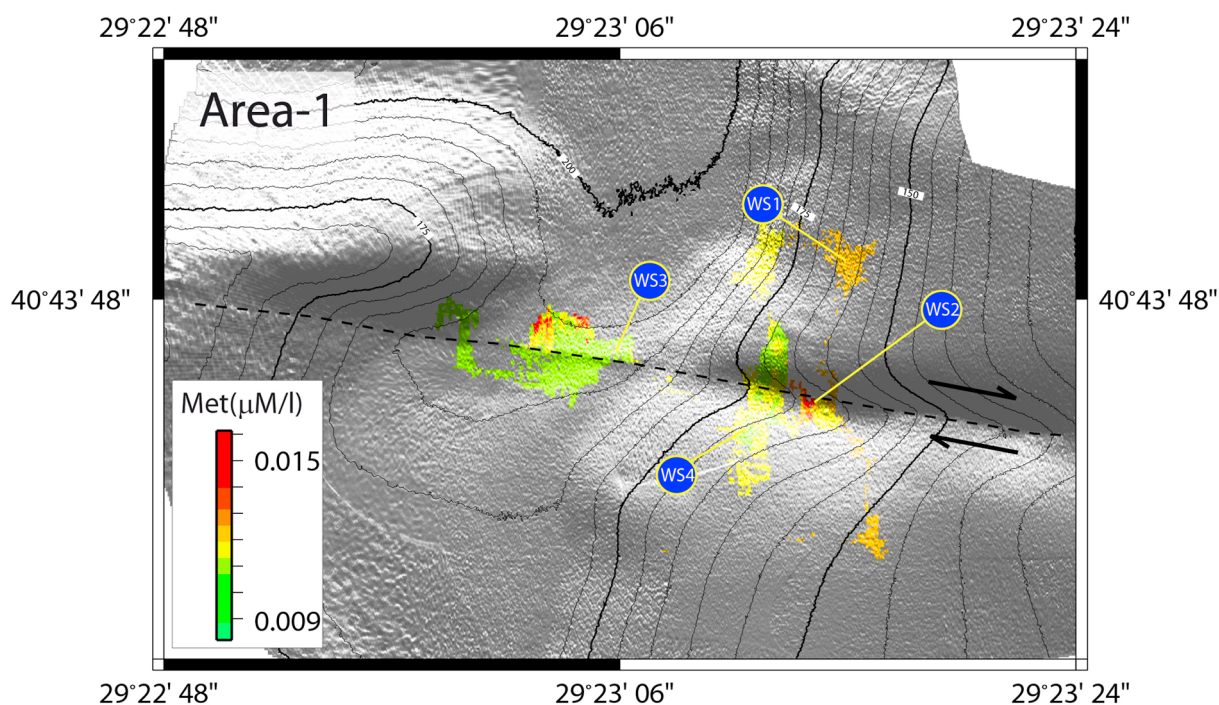 29°22' 48"
29°23' 06"
29°23' 24"
Area-1
200
150
175
WS1
175
WS3
40°43' 48"
40°43' 48"
WS2
Met(μM/l)
0.015
WS4
0.009
29°22' 48"
29°23' 06"
29°23' 24"